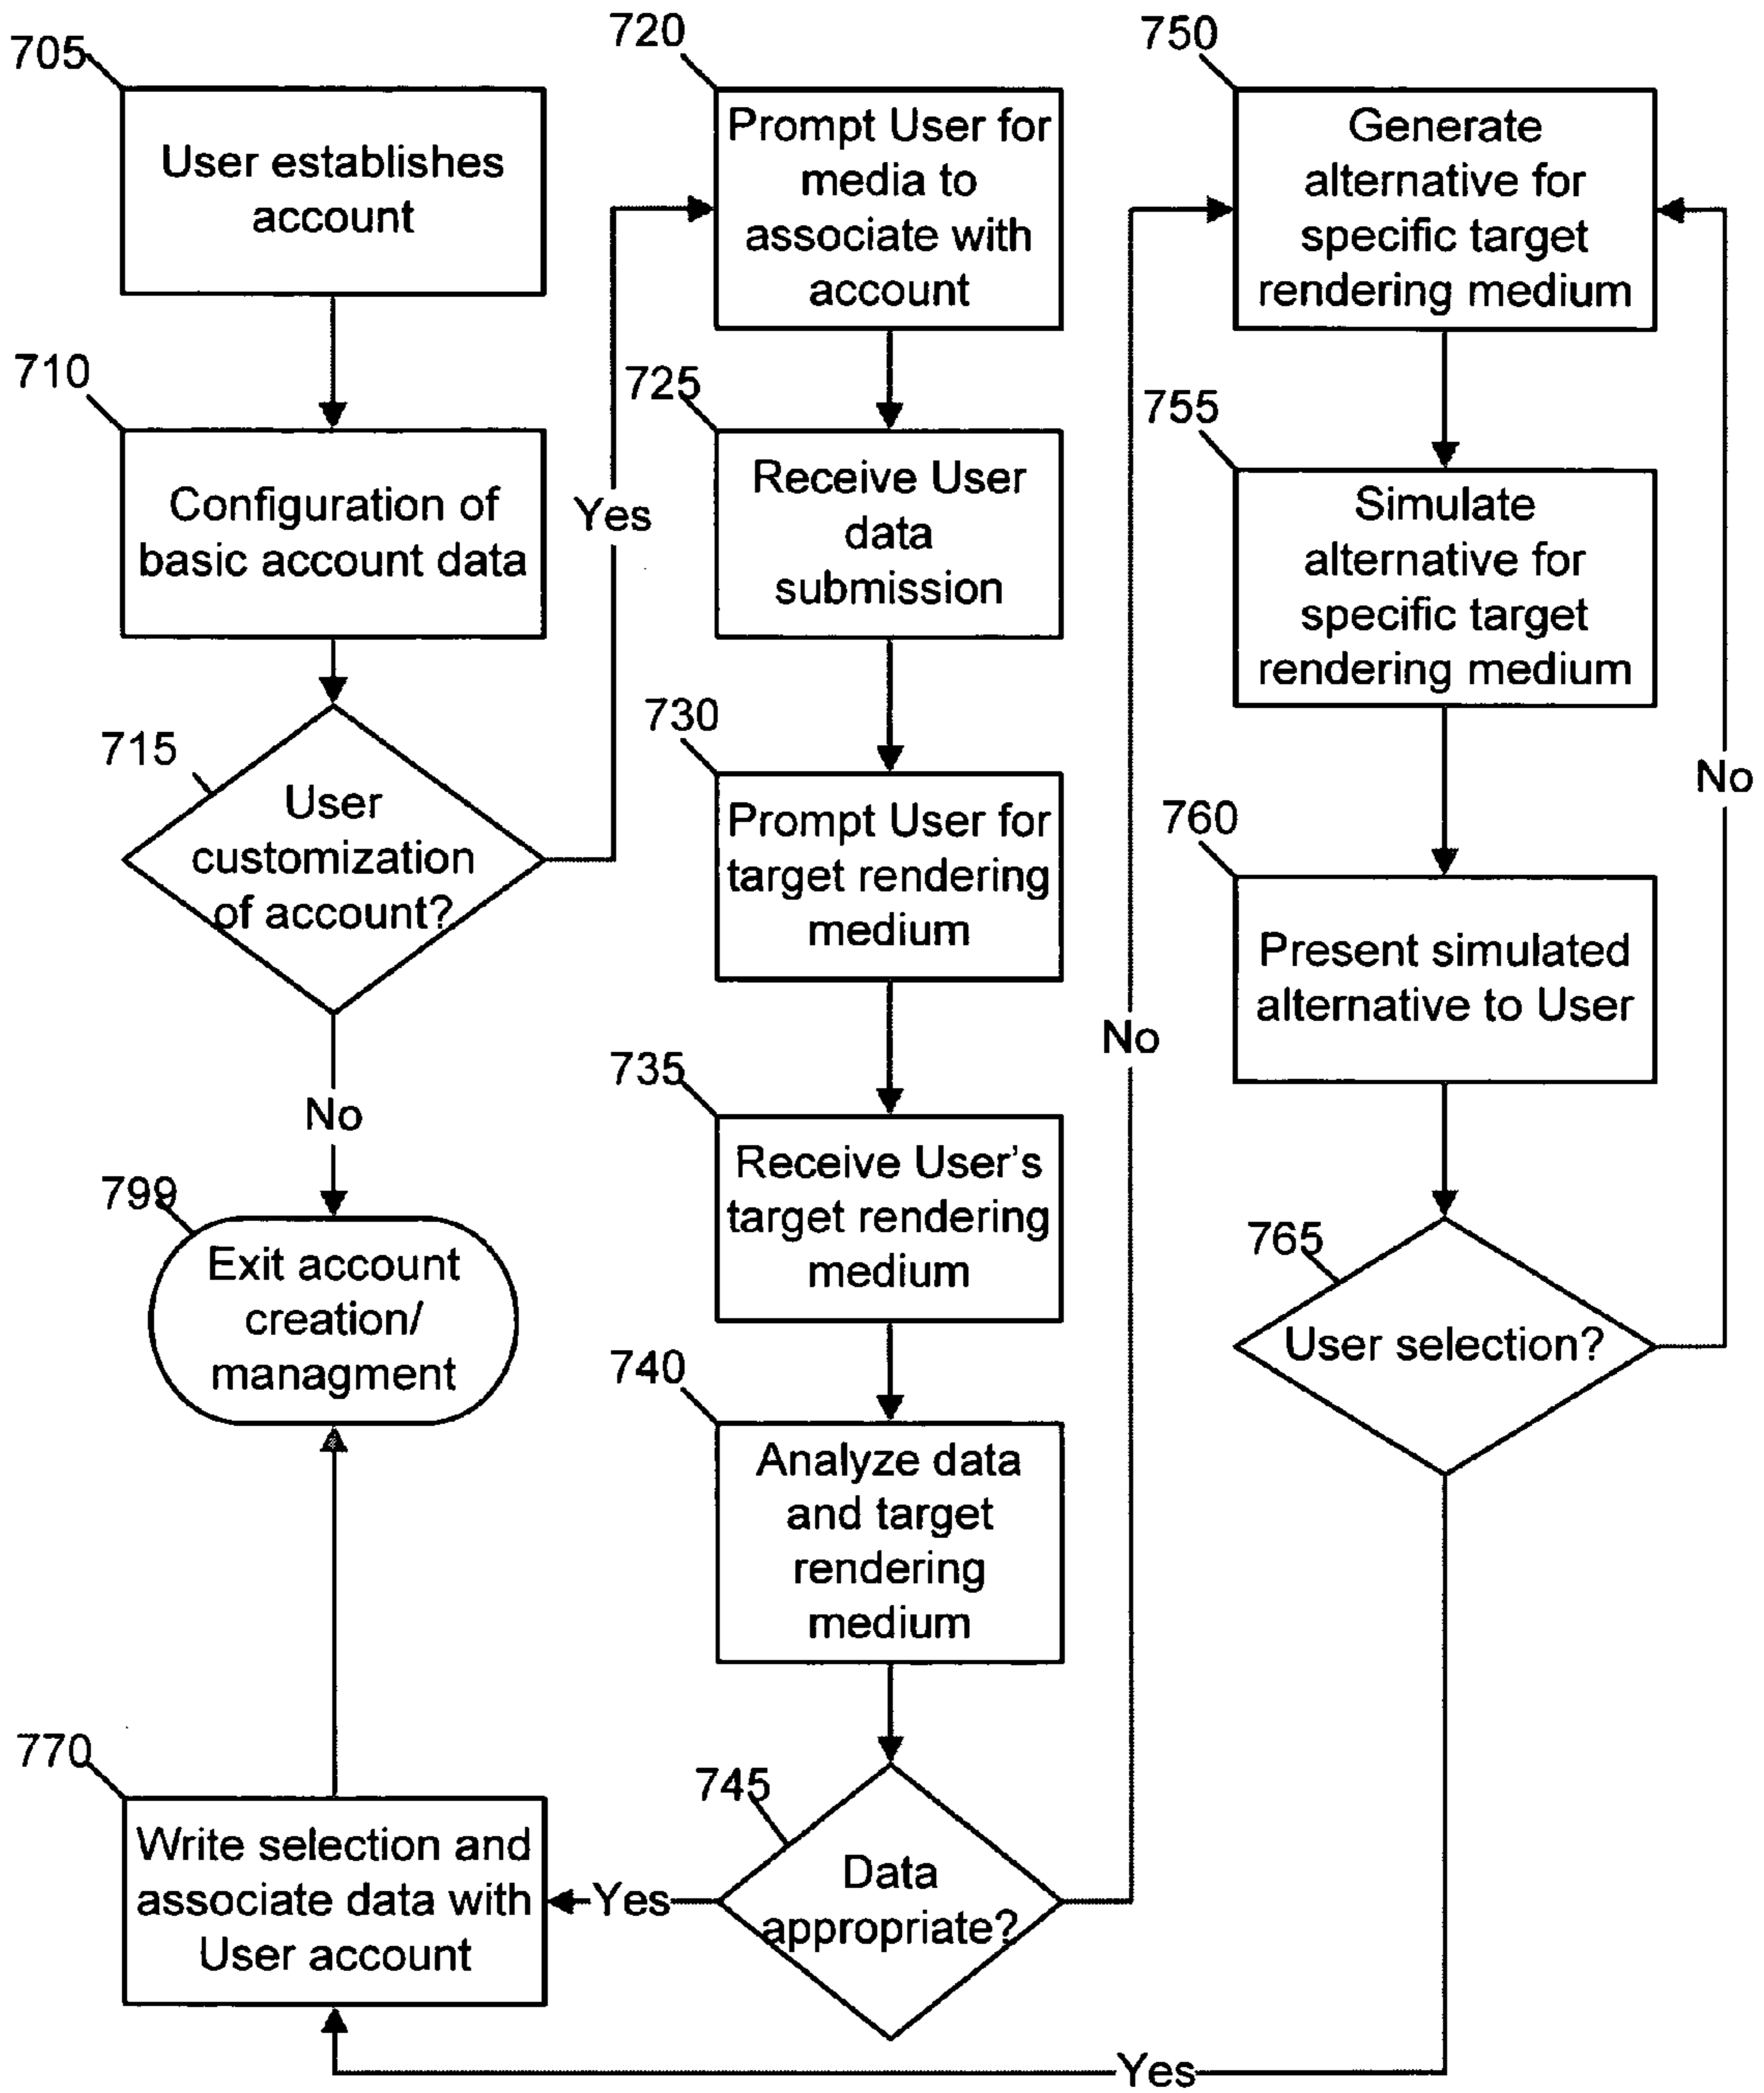 705
User establishes
account
710
Configuration of
basic account data
715
User
customization
of account?
Yes
No
799
Exit account
creation/
managment
770
Write selection and
associate data with
User account
720
Prompt User for
media to
associate with
account
725
Receive User
data
submission
730
Prompt User for
target rendering
medium
735
Receive User’s
target rendering
medium
740
Analyze data
and target
rendering
medium
745
Data
appropriate?
Yes
No
750
Generate
alternative for
specific target
rendering medium
755
Simulate
alternative for
specific target
rendering medium
760
Present simulated
alternative to User
765
User selection?
No
Yes